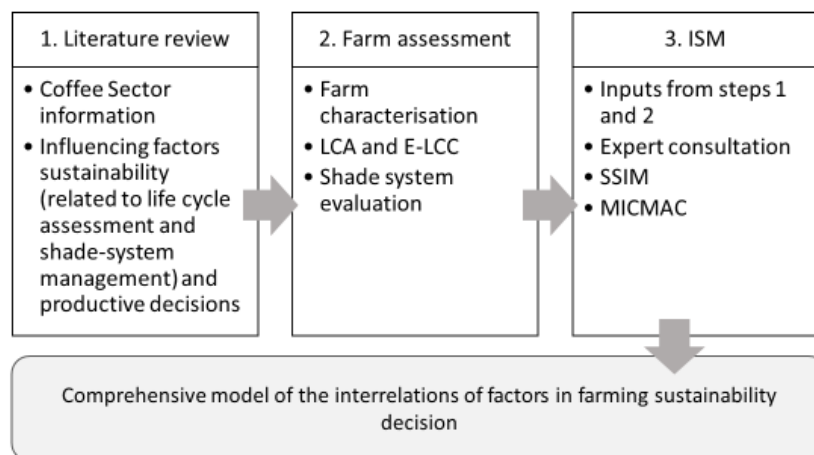 1. Literature review
• Coffee Sector
information
• Influencing factors
sustainability
(related to life cycle
assessment and
shade-system
management) and
productive decisions
2. Farm assessment
• Farm
characterisation
• LCA and E-LCC
• Shade system
evaluation
3. ISM
• Inputs from steps 1
and 2
• Expert consultation
• SSIM
• MICMAC
Comprehensive model of the interrelations of factors in farming sustainability
decision